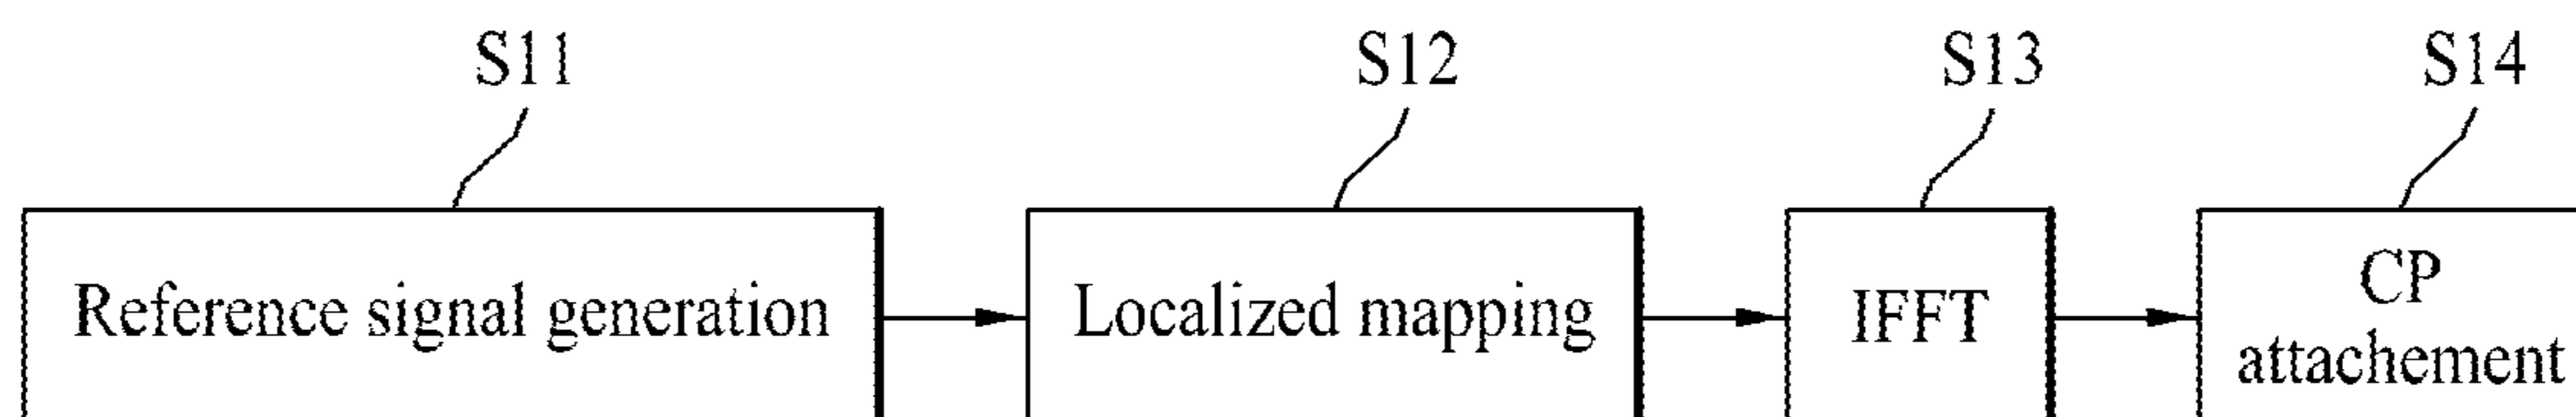 S11
S12
S13
S14
Reference signal generation
Localized mapping
IFFT
CP
attachement